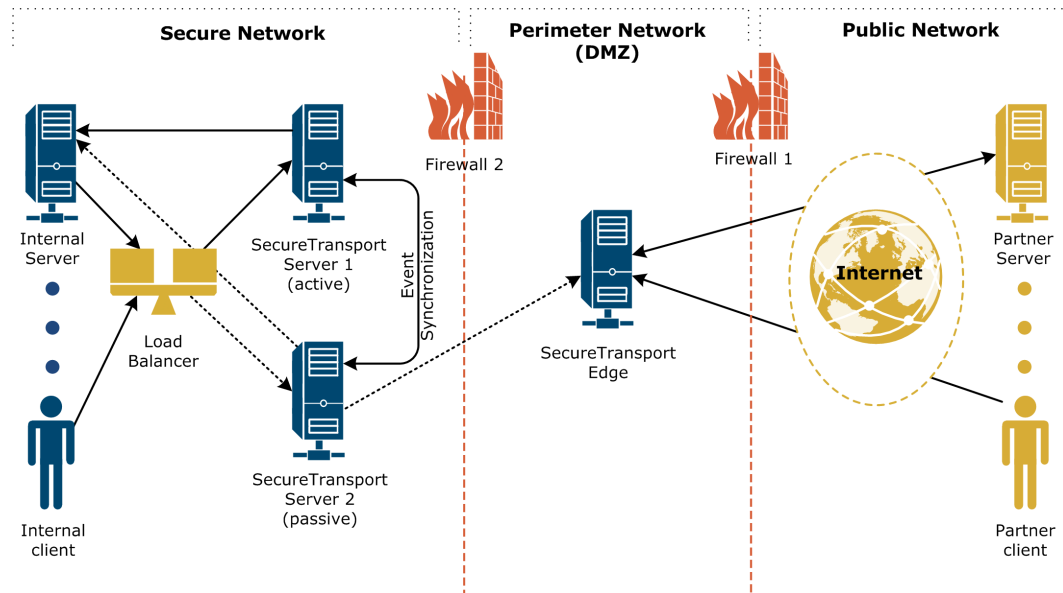 Secure Network
Perimeter Network
(DMZ)
Public Network
Firewall 2
Firewall 1
Internal
Server
SecureTransport
Server 1
(active)
Event
Synchronization
Partner
Server
Internet
Load
Balancer
SecureTransport
Edge
SecureTransport
Server 2
(passive)
Internal
client
Partner
client